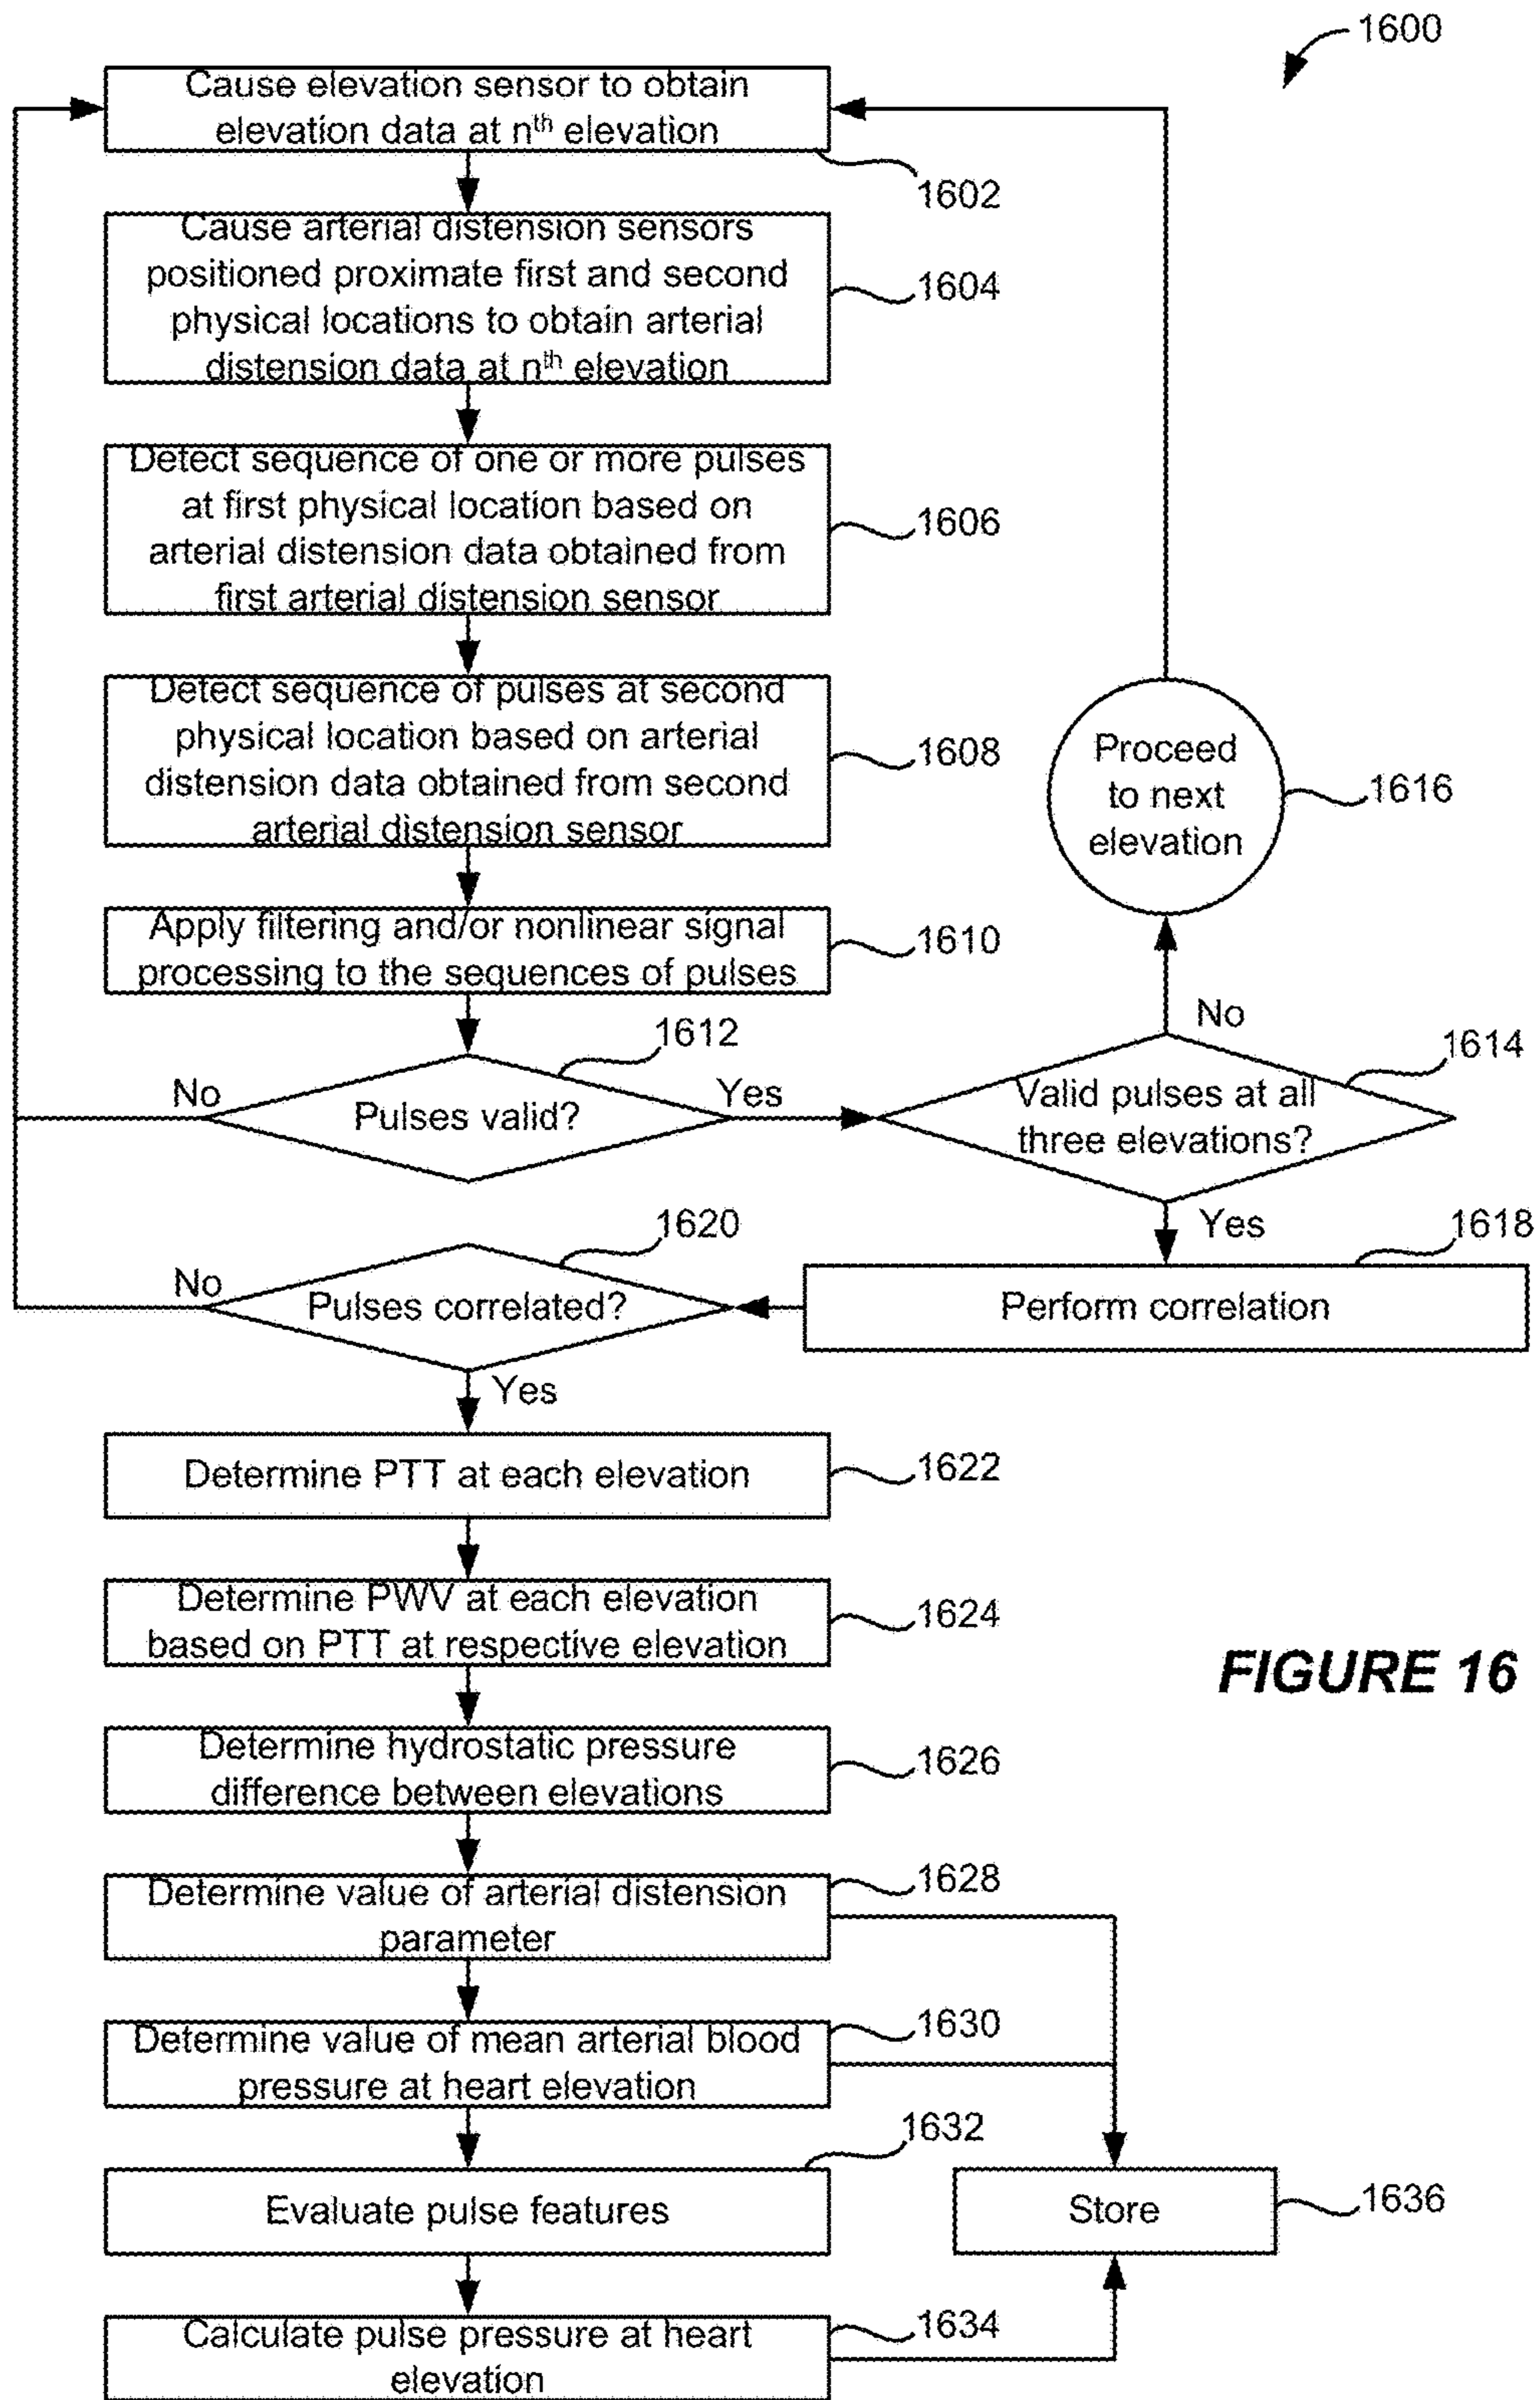 1600
Cause elevation sensor to obtain
elevation data at nth elevation
1602
Cause arterial distension sensors
positioned proximate first and second
physical locations to obtain arterial
distension data at nth elevation
1604
Detect sequence of one or more pulses
at first physical location based on
arterial distension data obtained from
first arterial distension sensor
1606
Detect sequence of pulses at second
physical location based on arterial
distension data obtained from second
arterial distension sensor
1608
Proceed
to next
elevation
1616
Apply filtering and/or nonlinear signal
processing to the sequences of pulses
1610
No
1612
1614
No
Pulses valid?
Yes
Valid pulses at all
three elevations?
Yes
1620
1618
No
Pulses correlated?
Perform correlation
Yes
Determine PTT at each elevation
1622
Determine PWV at each elevation
based on PTT at respective elevation
1624
FIGURE 16
Determine hydrostatic pressure
difference between elevations
1626
Determine value of arterial distension
parameter
1628
Determine value of mean arterial blood
pressure at heart elevation
1630
1632
Evaluate pulse features
Store
1636
Calculate pulse pressure at heart
elevation
1634